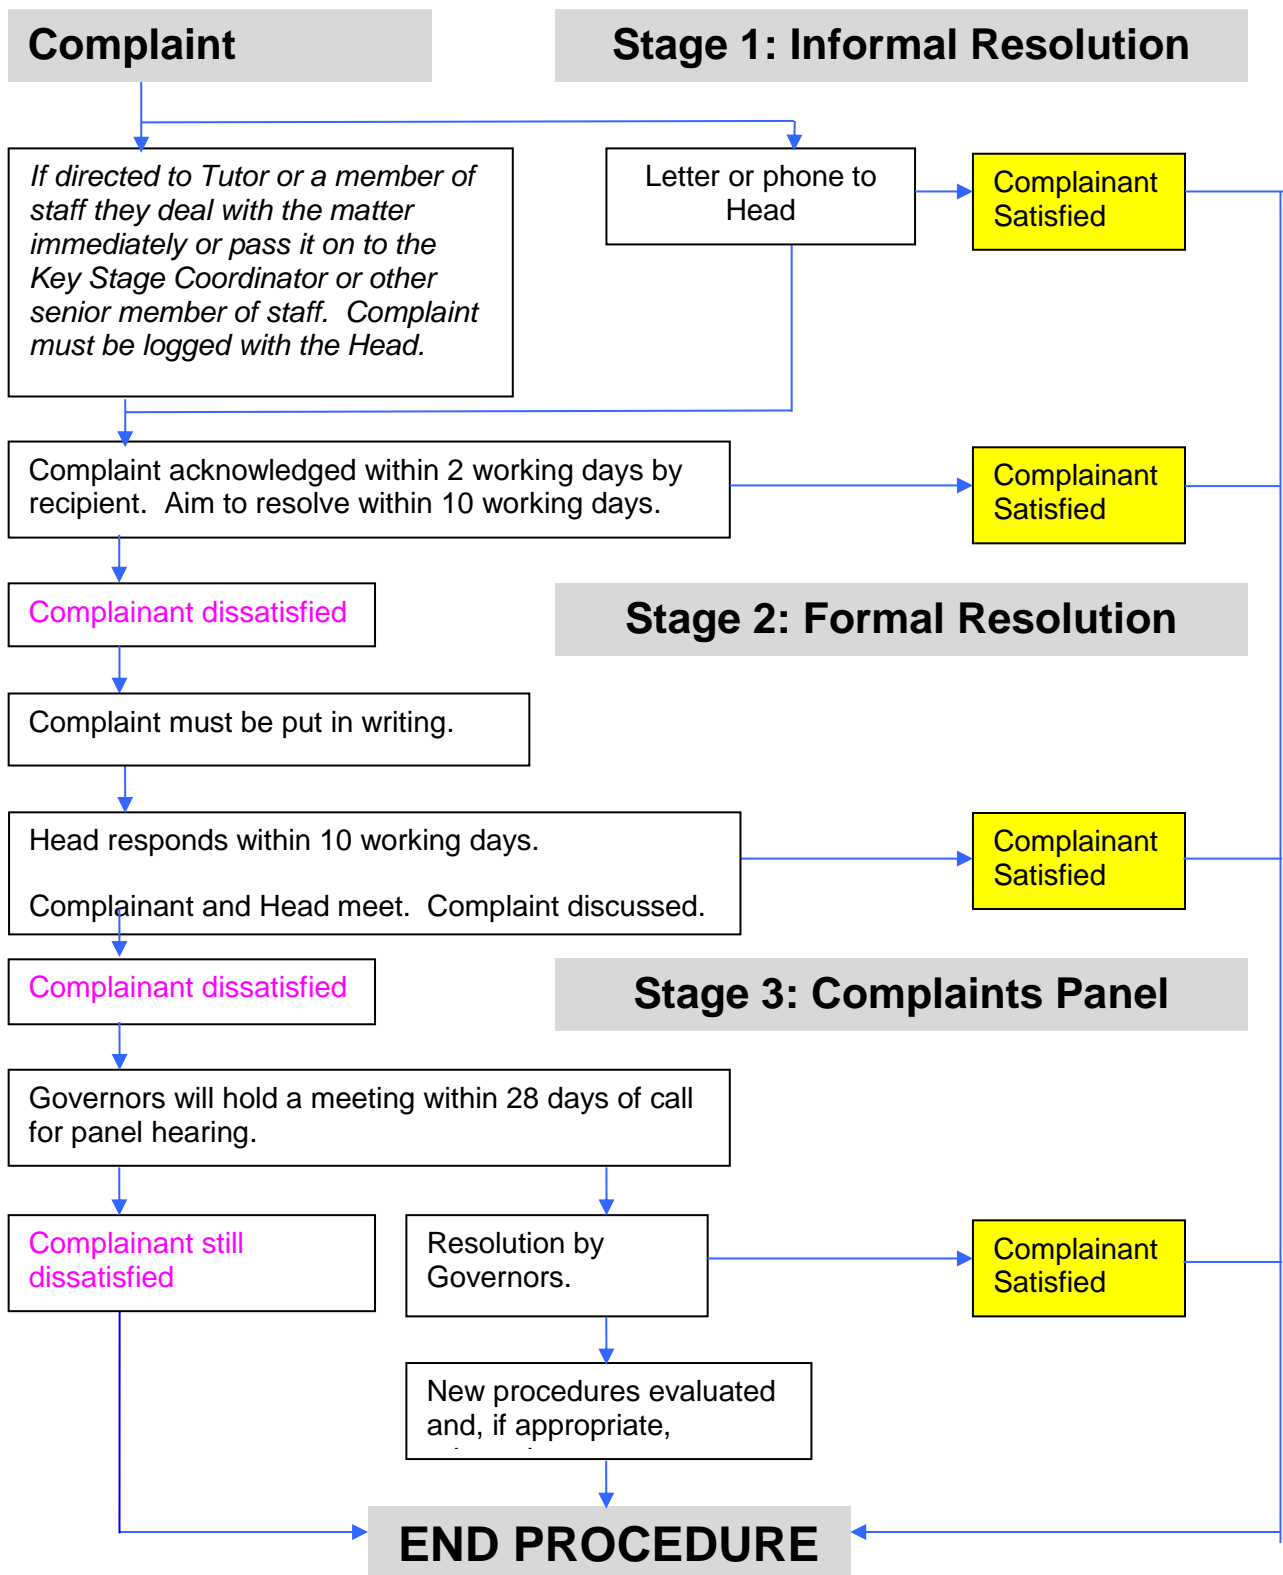 Complaint
Stage 1: Informal Resolution
If directed to Tutor or a member of
staff they deal with the matter
immediately or pass it on to the
Key Stage Coordinator or other
senior member of staff.  Complaint
must be logged with the Head.
Letter or phone to
Head
Complainant
Satisfied
Complaint acknowledged within 2 working days by
recipient.  Aim to resolve within 10 working days.
Complainant
Satisfied
Complainant dissatisfied
Stage 2: Formal Resolution
Complaint must be put in writing.
Head responds within 10 working days.
Complainant and Head meet.  Complaint discussed.
Complainant
Satisfied
Complainant dissatisfied
Stage 3: Complaints Panel
Governors will hold a meeting within 28 days of call
for panel hearing.
Complainant still
dissatisfied
Resolution by
Governors.
Complainant
Satisfied
New procedures evaluated
and, if appropriate,
END PROCEDURE